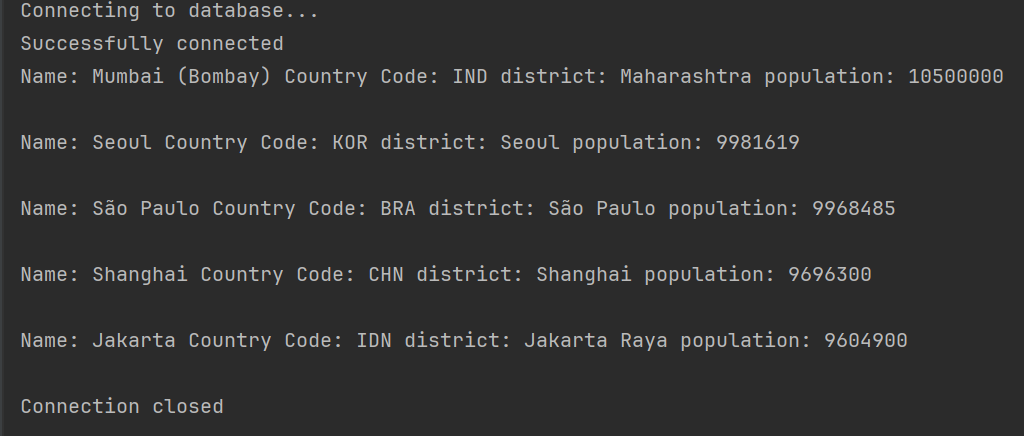 Connecting to database...
Successfully connected
Name: Mumbai (Bombay) Country Code: IND district: Maharashtra population: 10500000
Name: Seoul Country Code: KOR district: Seoul population: 9981619
Name: São Paulo Country Code: BRA district: São Paulo population: 9968485
Name: Shanghai Country Code: CHN district: Shanghai population: 9696300
Name: Jakarta Country Code: IDN district: Jakarta Raya population: 9604900
Connection closed